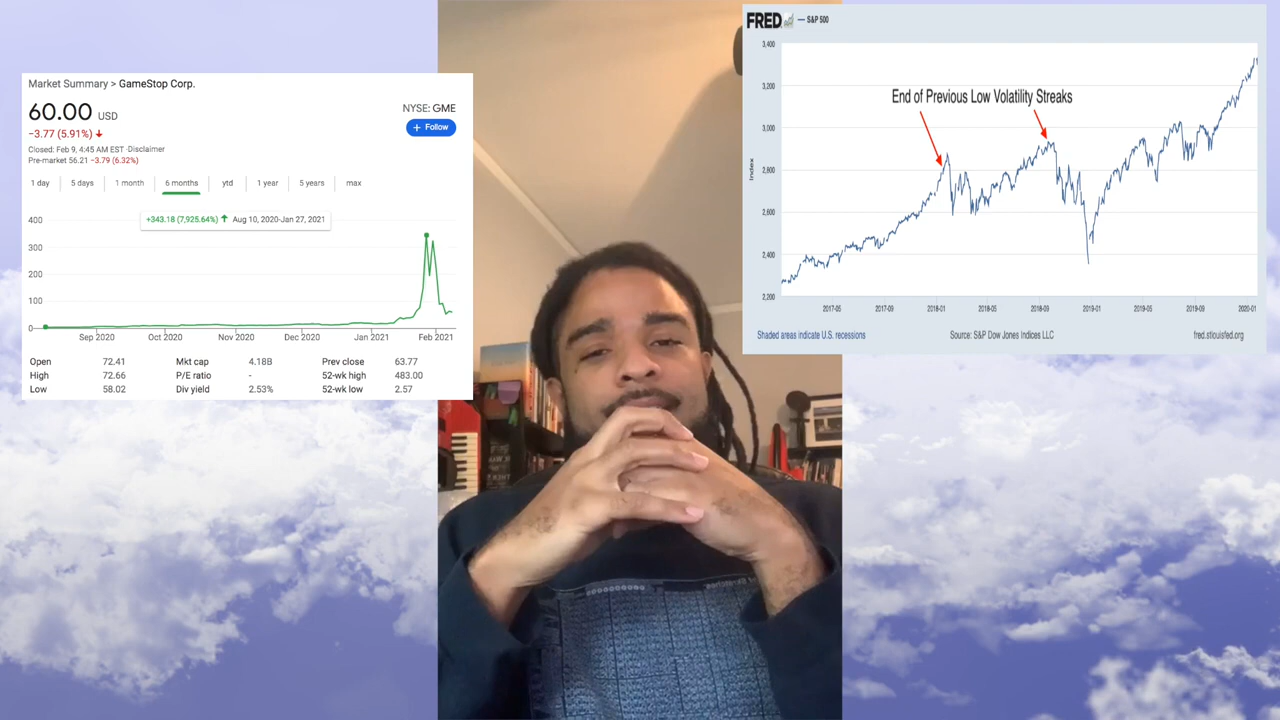 Market Summary > GameStop Corp.
60.00 USD
NYSE: GME
−3.77 (5.91%)
+ Follow
Closed: Feb 9, 4:45 AM EST · Disclaimer
Pre-market 56.21 −3.79 (6.32%)
1 day 5 days 1 month 6 months ytd 1 year 5 years max
+343.18 (7,925.64%) Aug 10, 2020-Jan 27, 2021
400
300
200
100
0
Sep 2020 Oct 2020 Nov 2020 Dec 2020 Jan 2021 Feb 2021
Open 72.41 Mkt cap 4.18B Prev close 63.77
High 72.66 P/E ratio - 52-wk high 483.00
Low 58.02 Div yield 2.53% 52-wk low 2.57
FRED — S&P 500
End of Previous Low Volatility Streaks
3,400
3,200
3,000
2,800
2,600
2,400
2,200
Index
2017-05 2017-09 2018-01 2018-05 2018-09 2019-01 2019-05 2019-09 2020-01
Shaded areas indicate U.S. recessions Source: S&P Dow Jones Indices LLC fred.stlouisfed.org